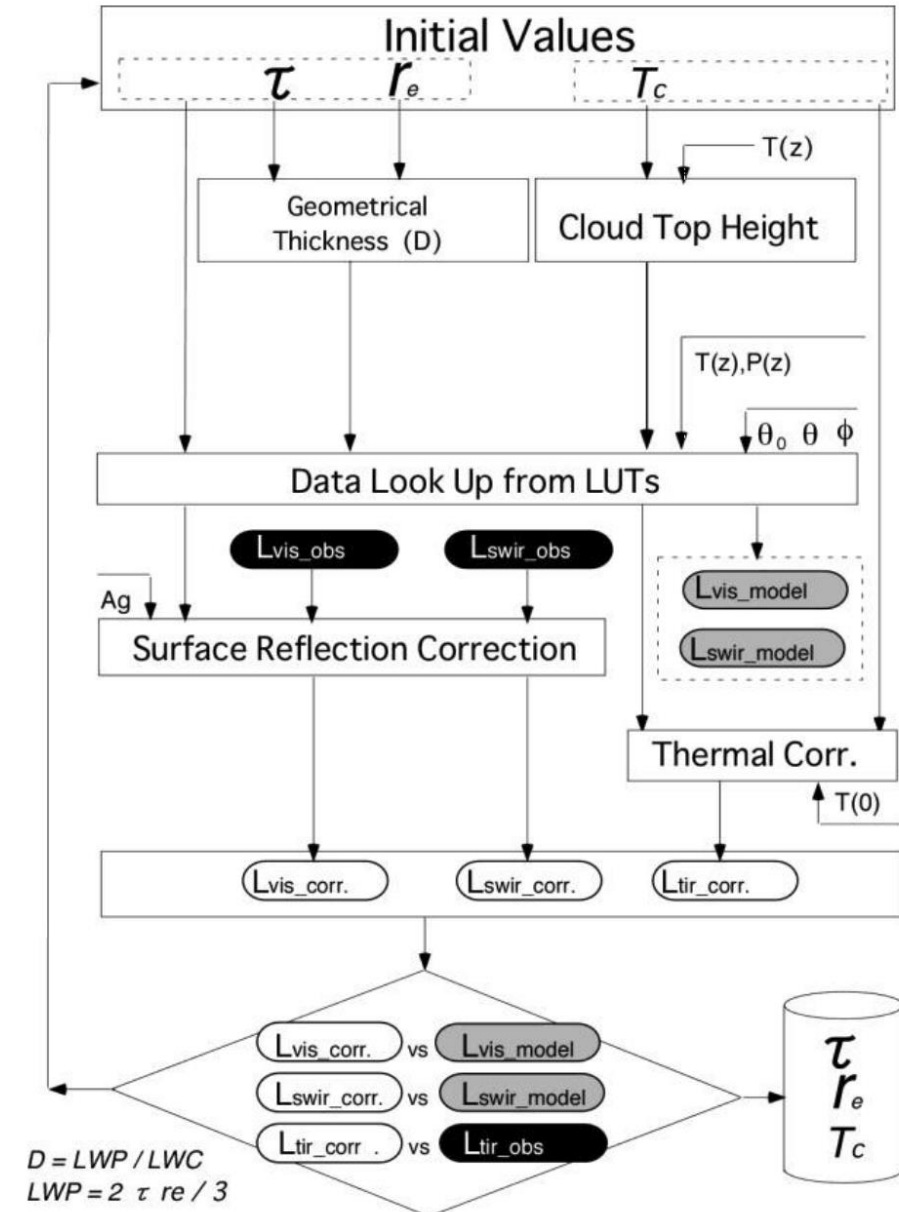 Initial Values
τ re Tc
T(z)
Geometrical
Thickness (D)
Cloud Top Height
T(z),P(z)
θ0 θ ϕ
Data Look Up from LUTs
Lvis_obs Lswir_obs
Lvis_model
Ag
Lswir_model
Surface Reflection Correction
Thermal Corr.
T(0)
Lvis_corr. Lswir_corr. Ltir_corr.
Lvis_corr. vs Lvis_model
Lswir_corr. vs Lswir_model
Ltir_corr . vs Ltir_obs
τ
re
Tc
D = LWP / LWC
LWP = 2 τ re / 3